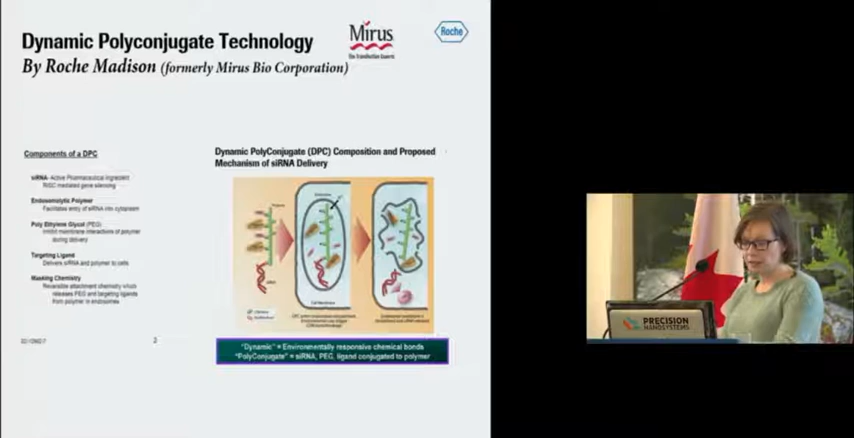 Dynamic Polyconjugate Technology
By Roche Madison (formerly Mirus Bio Corporation)
Mirus
The Transfection Experts
Roche
Components of a DPC
siRNA- Active Pharmaceutical Ingredient
RISC mediated gene silencing
Endosomolytic Polymer
Facilitates entry of siRNA into cytoplasm
Poly Ethylene Glycol (PEG)
Inhibit membrane interactions of polymer
during delivery
Targeting Ligand
Delivers siRNA and polymer to cells
Masking Chemistry
Reversible attachment chemistry which
releases PEG and targeting ligands
from polymer in endosomes
Dynamic PolyConjugate (DPC) Composition and Proposed
Mechanism of siRNA Delivery
"Dynamic" = Environmentally responsive chemical bonds
"PolyConjugate" = siRNA, PEG, ligand conjugated to polymer
PRECISION
NANOSYSTEMS